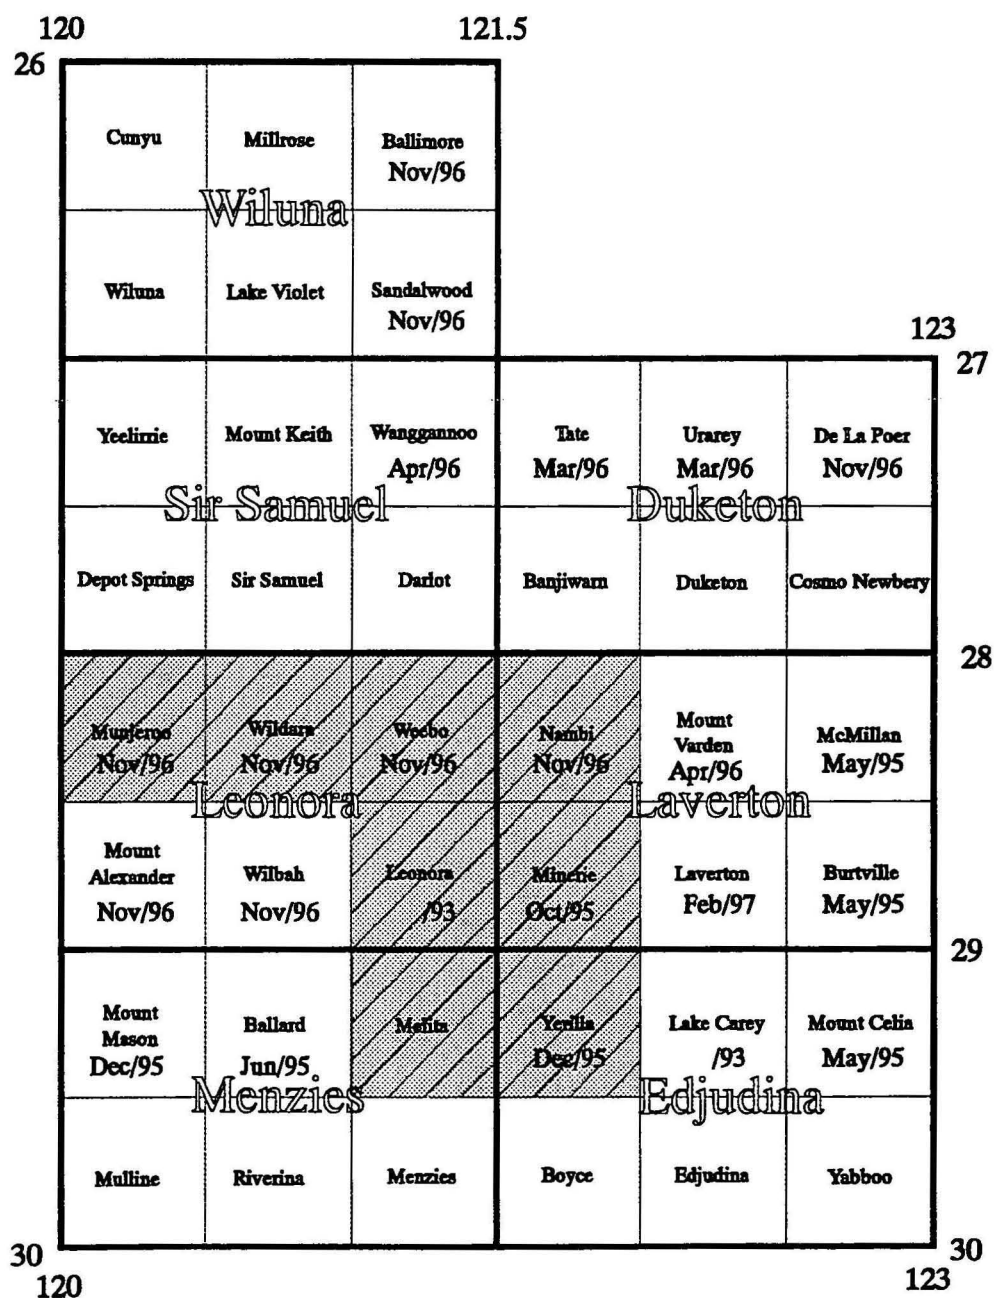 120 121.5
26
Cunyu Millrose Ballimore
Nov/96
Wiluna
Wiluna Lake Violet Sandalwood
Nov/96
123
27
Yeelirrie Mount Keith Wanggannoo Tate Urarey De La Poer
Apr/96 Mar/96 Mar/96 Nov/96
Sir Samuel Duketon
Depot Springs Sir Samuel Darlot Banjiwarn Duketon Cosmo Newbery
28
Munjeroo Wildara Weebo Nambi Mount Varden McMillan
Nov/96 Nov/96 Nov/96 Nov/96 Apr/96 May/95
Leonora Laverton
Mount Alexander Wilbah Leonora Minerie Laverton Burtville
Nov/96 Nov/96 /93 Oct/95 Feb/97 May/95
29
Mount Mason Ballard Melita Yerilla Lake Carey Mount Celia
Dec/95 Jun/95 Dec/95 /93 May/95
Menzies Edjudina
Mulline Riverina Menzies Boyce Edjudina Yabboo
30 30
120 123